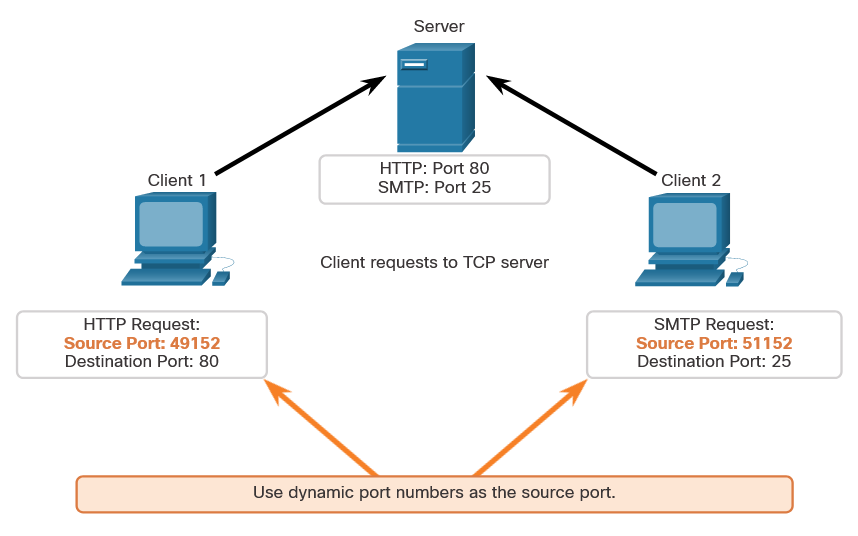 Server
HTTP: Port 80
SMTP: Port 25
Client 1
Client 2
Client requests to TCP server
HTTP Request:
Source Port: 49152
Destination Port: 80
SMTP Request:
Source Port: 51152
Destination Port: 25
Use dynamic port numbers as the source port.